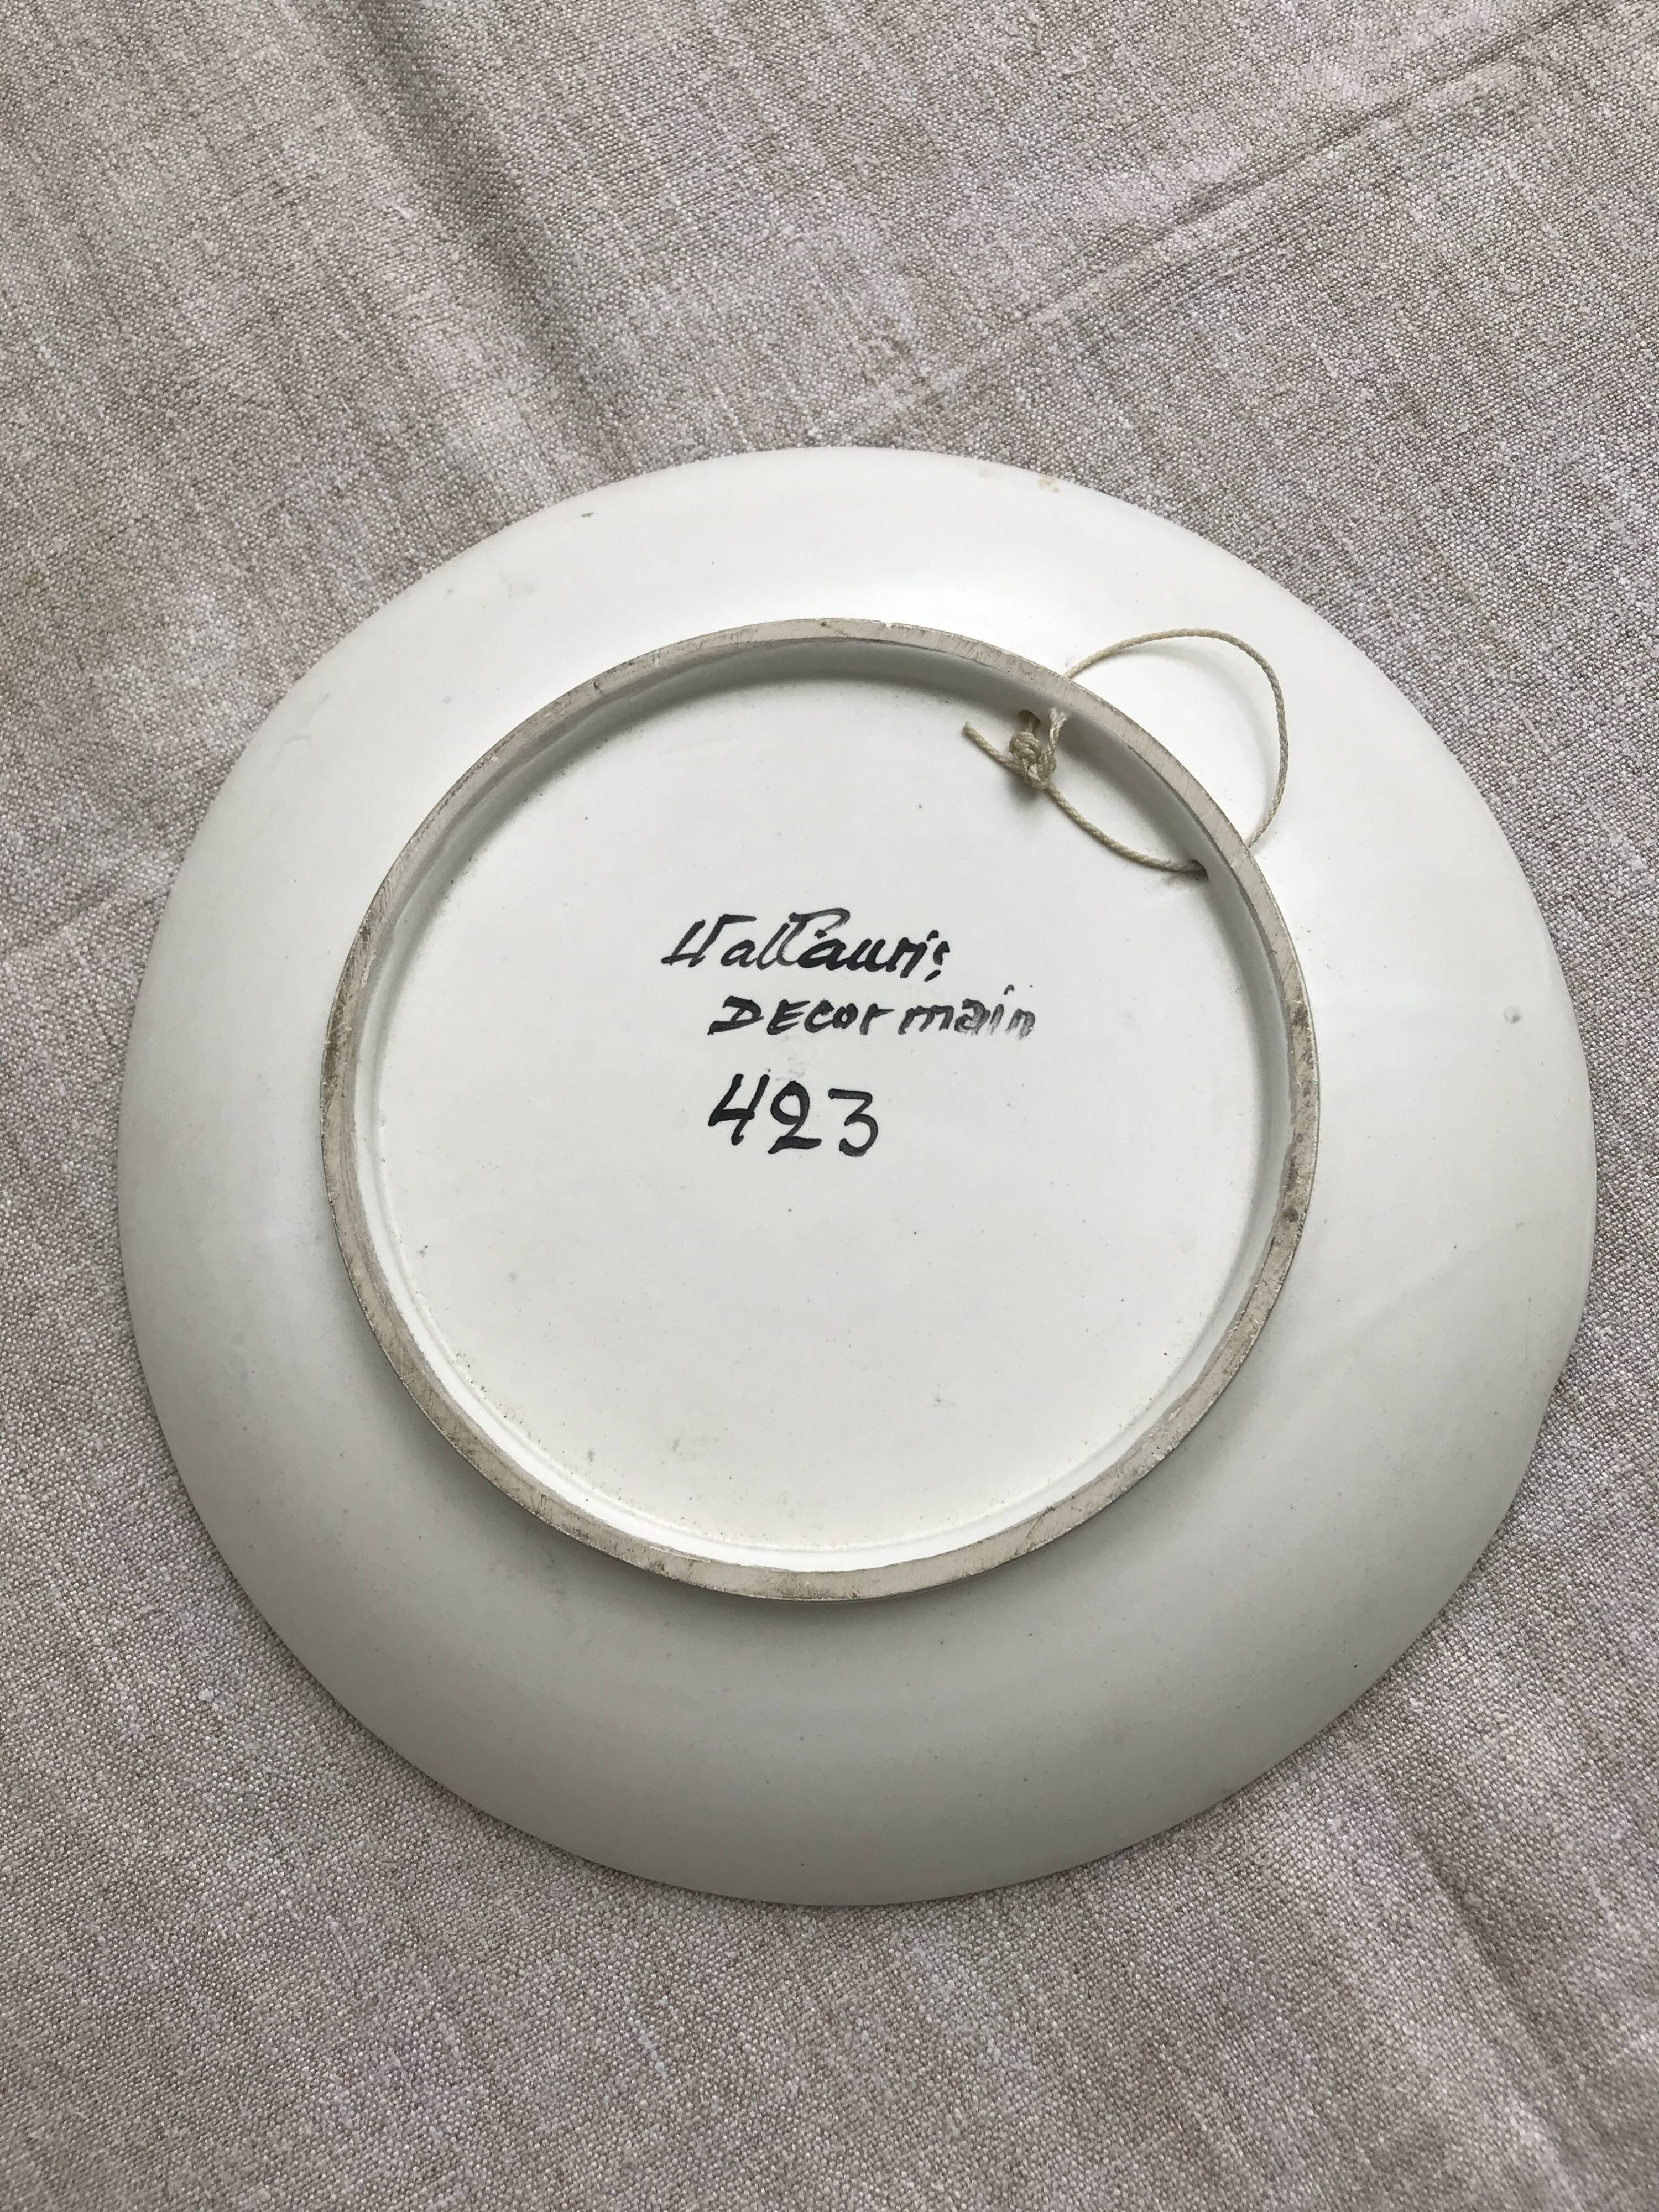 Vallauris
DEcor main
423